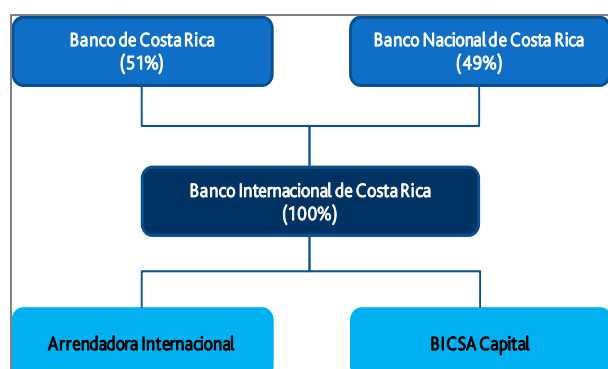 Banco de Costa Rica
(51%)
Banco Nacional de Costa Rica
(49%)
Banco Internacional de Costa Rica
(100%)
Arrendadora Internacional
BICSA Capital